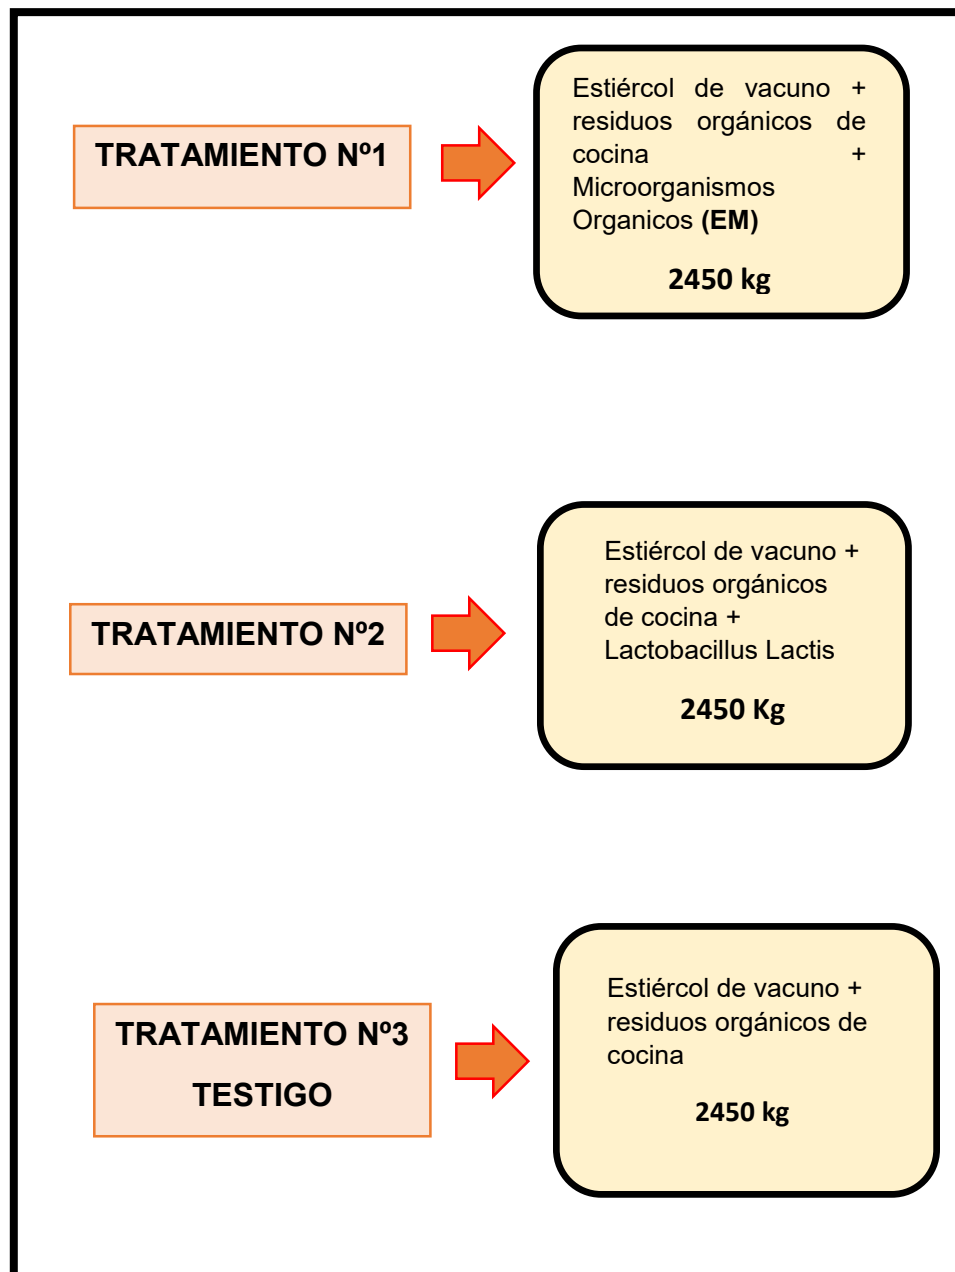 TRATAMIENTO Nº1
Estiércol de vacuno +
residuos orgánicos de
cocina +
Microorganismos
Organicos (EM)
2450 kg
TRATAMIENTO Nº2
Estiércol de vacuno +
residuos orgánicos
de cocina +
Lactobacillus Lactis
2450 Kg
TRATAMIENTO Nº3
TESTIGO
Estiércol de vacuno +
residuos orgánicos de
cocina
2450 kg